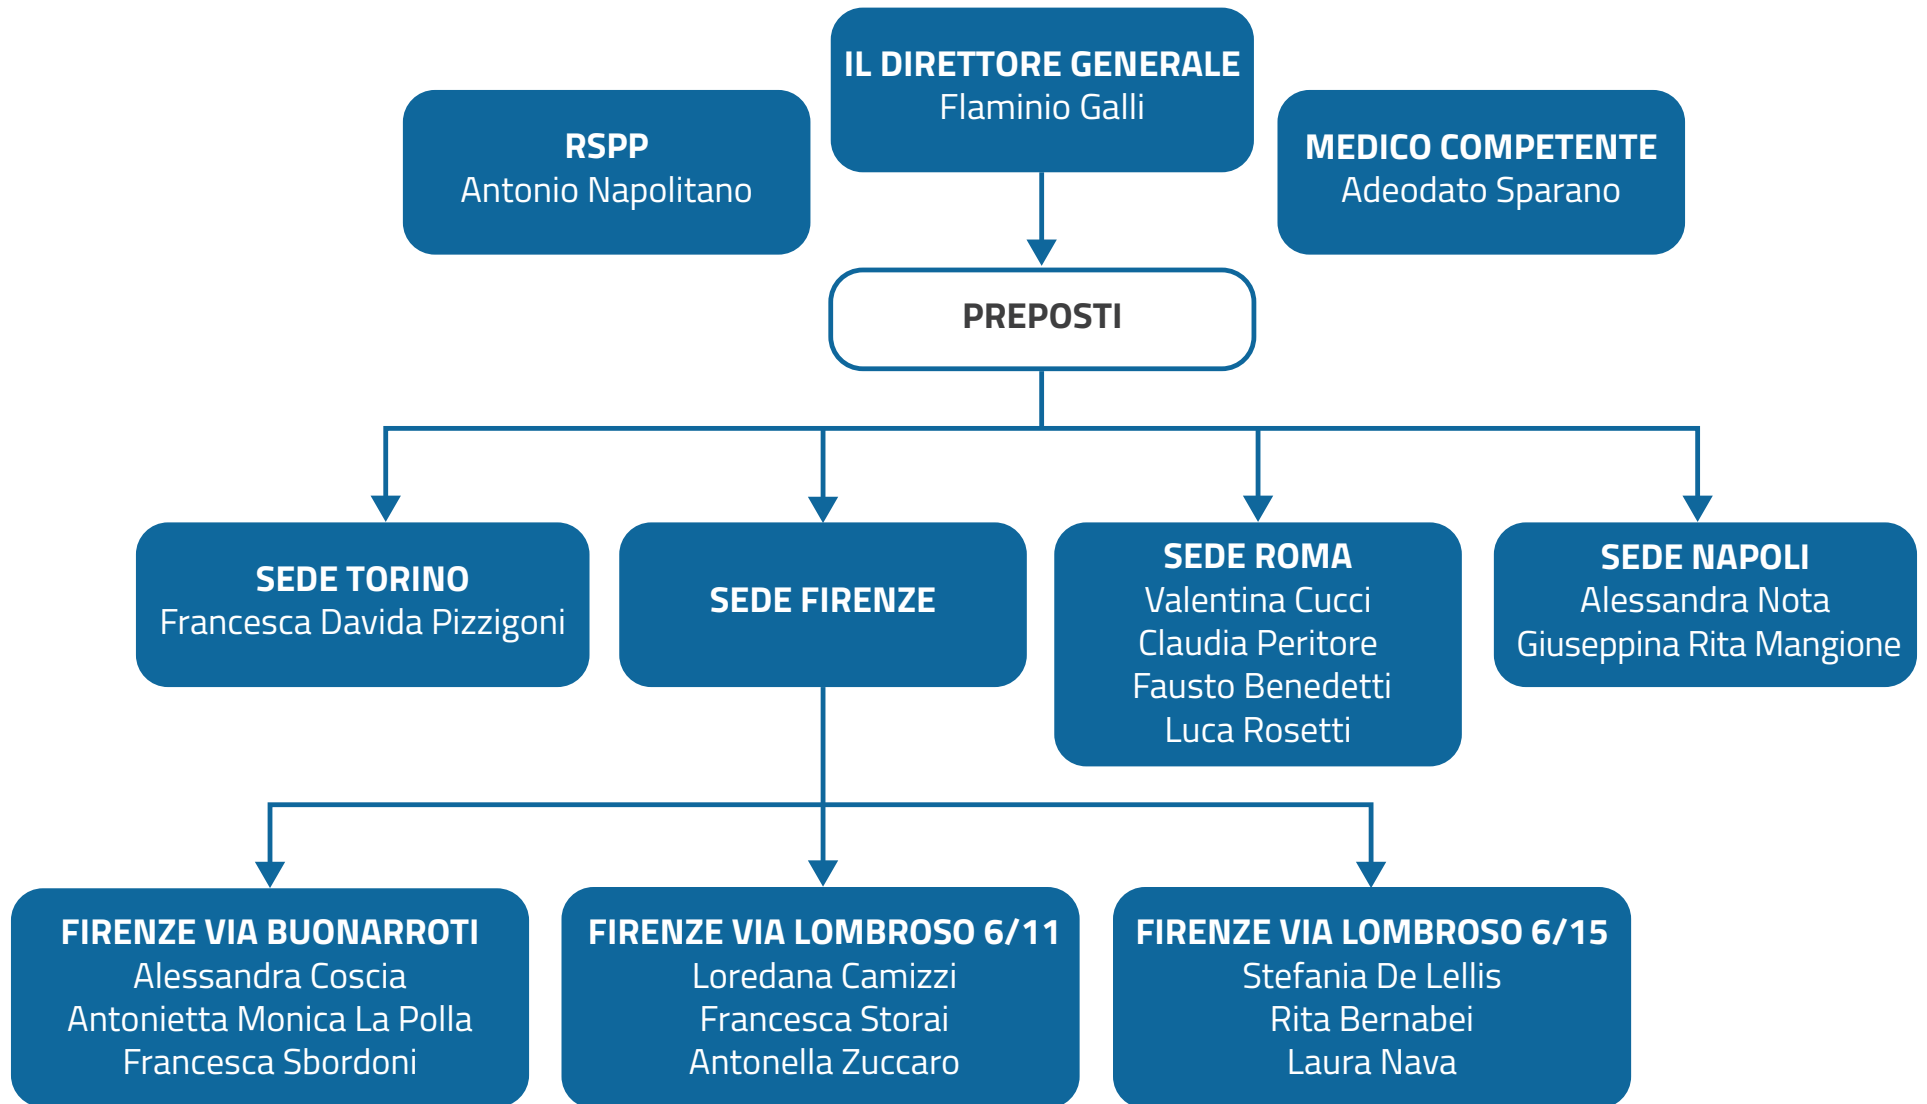 IL DIRETTORE GENERALE
Flaminio Galli
RSPP
Antonio Napolitano
MEDICO COMPETENTE
Adeodato Sparano
PREPOSTI
SEDE TORINO
Francesca Davida Pizzigoni
SEDE FIRENZE
SEDE ROMA
Valentina Cucci
Claudia Peritore
Fausto Benedetti
Luca Rosetti
SEDE NAPOLI
Alessandra Nota
Giuseppina Rita Mangione
FIRENZE VIA BUONARROTI
Alessandra Coscia
Antonietta Monica La Polla
Francesca Sbordoni
FIRENZE VIA LOMBROSO 6/11
Loredana Camizzi
Francesca Storai
Antonella Zuccaro
FIRENZE VIA LOMBROSO 6/15
Stefania De Lellis
Rita Bernabei
Laura Nava